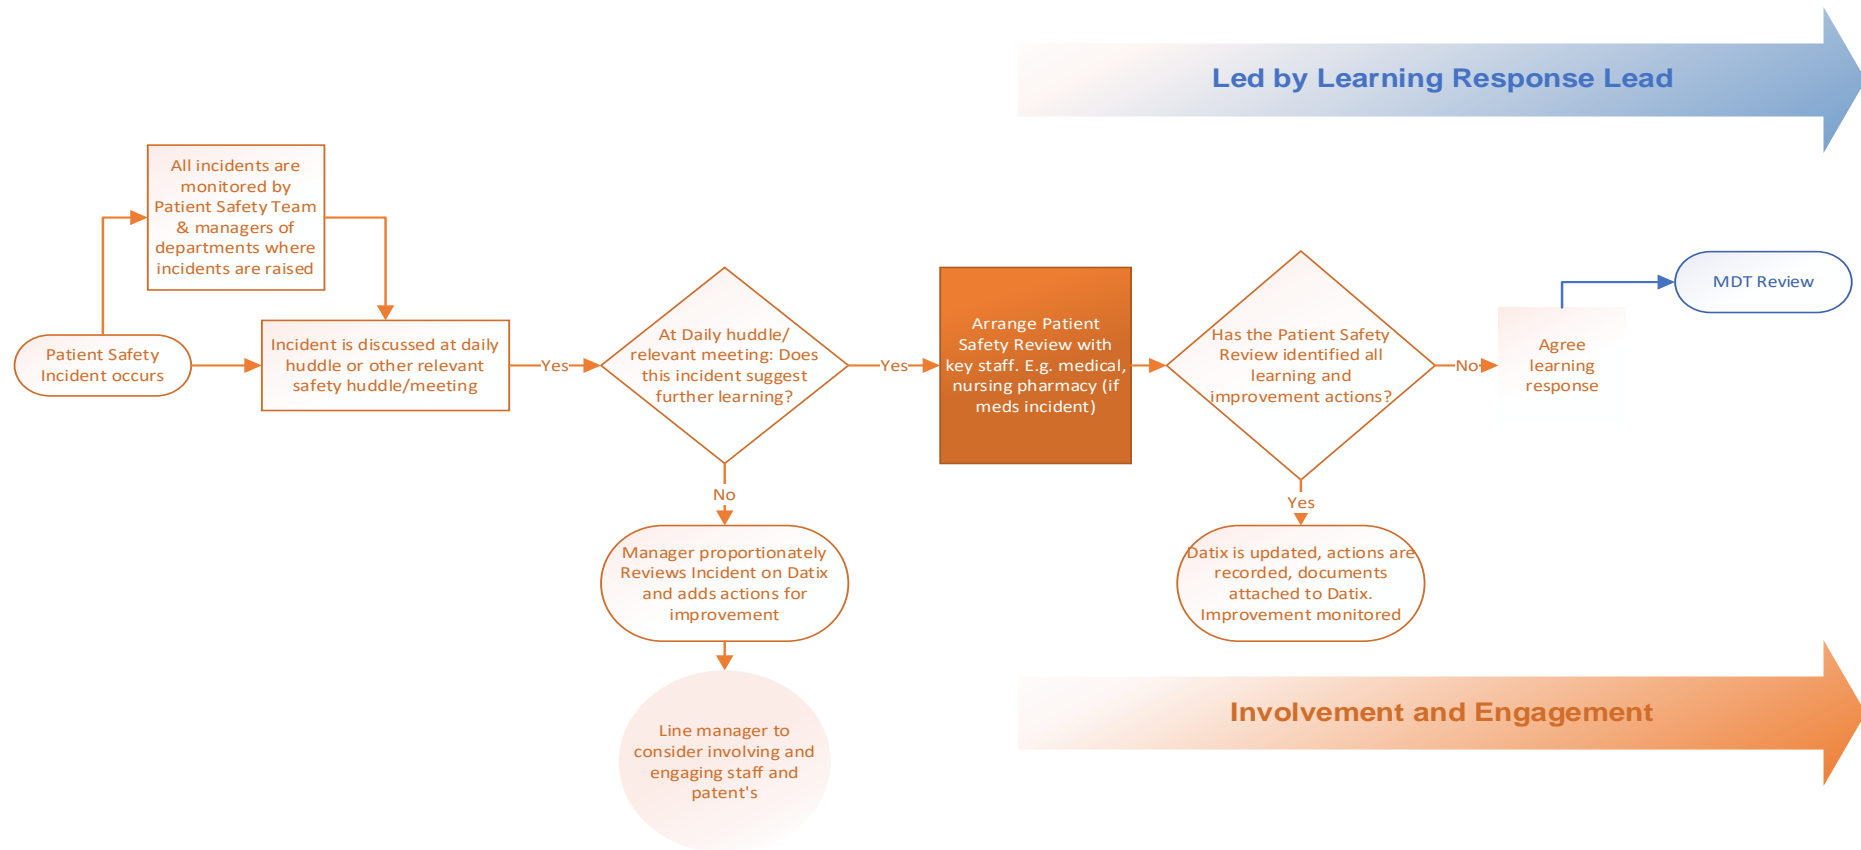 Led by Learning Response Lead
All incidents are
monitored by
Patient Safety Team
& managers of
departments where
incidents are raised
Patient Safety
Incident occurs
Incident is discussed at daily
huddle or other relevant
safety huddle/meeting
Yes
At Daily huddle/
relevant meeting: Does
this incident suggest
further learning?
Yes
Arrange Patient
Safety Review with
key staff. E.g. medical,
nursing pharmacy (if
meds incident)
Has the Patient Safety
Review identified all
learning and
improvement actions?
No
Agree
learning
response
MDT Review
No
Manager proportionately
Reviews Incident on Datix
and adds actions for
improvement
Line manager to
consider involving and
engaging staff and
patent's
Yes
Datix is updated, actions are
recorded, documents
attached to Datix.
Improvement monitored
Involvement and Engagement